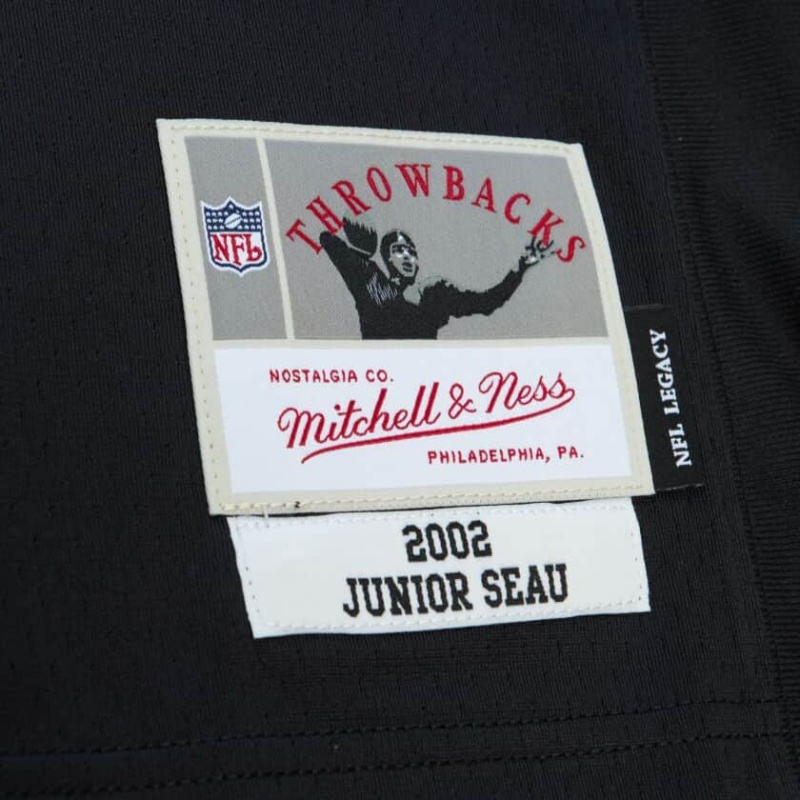 THROWBACKS
NFL
NOSTALGIA CO.
Mitchell & Ness
PHILADELPHIA, PA.
NFL LEGACY
2002
JUNIOR SEAU